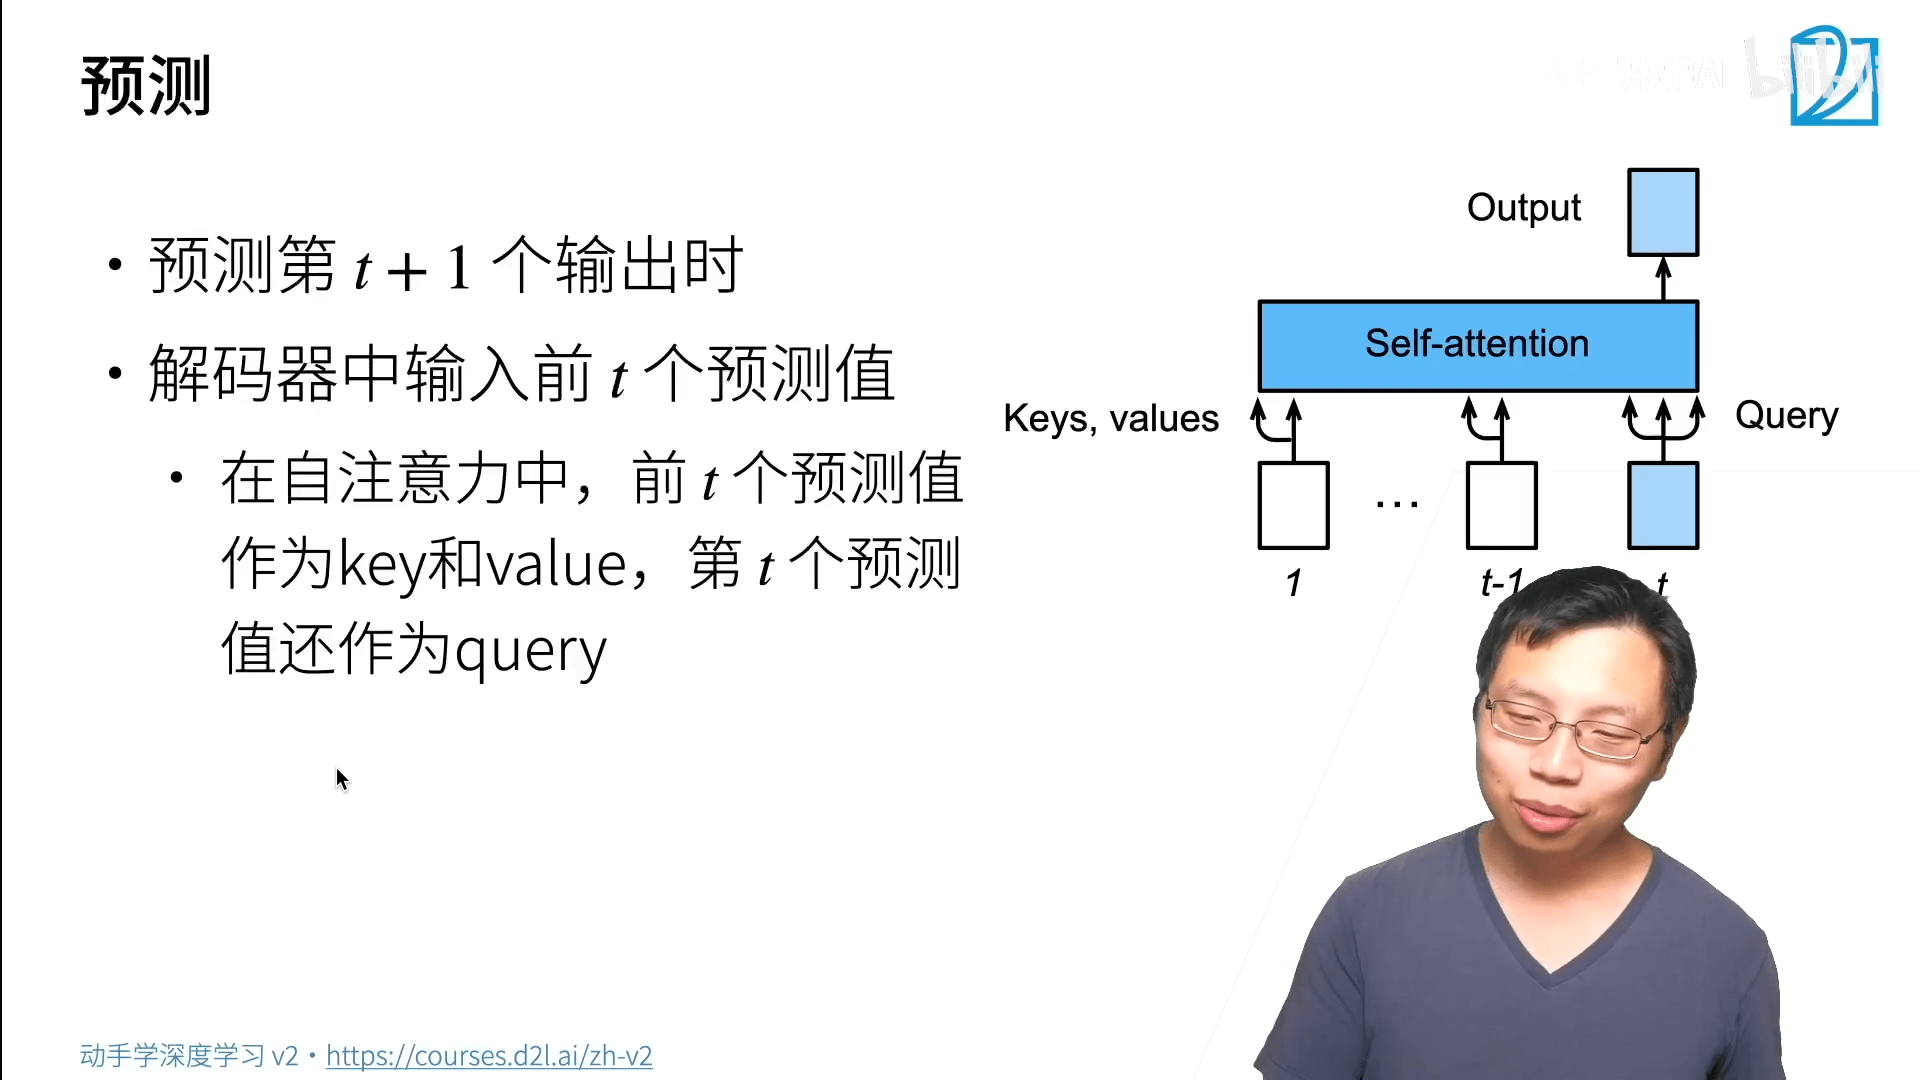 预测
• 预测第 t + 1 个输出时
• 解码器中输入前 t 个预测值
• 在自注意力中，前 t 个预测值
作为key和value，第 t 个预测
值还作为query
Output
Self-attention
Keys, values
Query
...
1
t-1
t
动手学深度学习 v2 • https://courses.d2l.ai/zh-v2